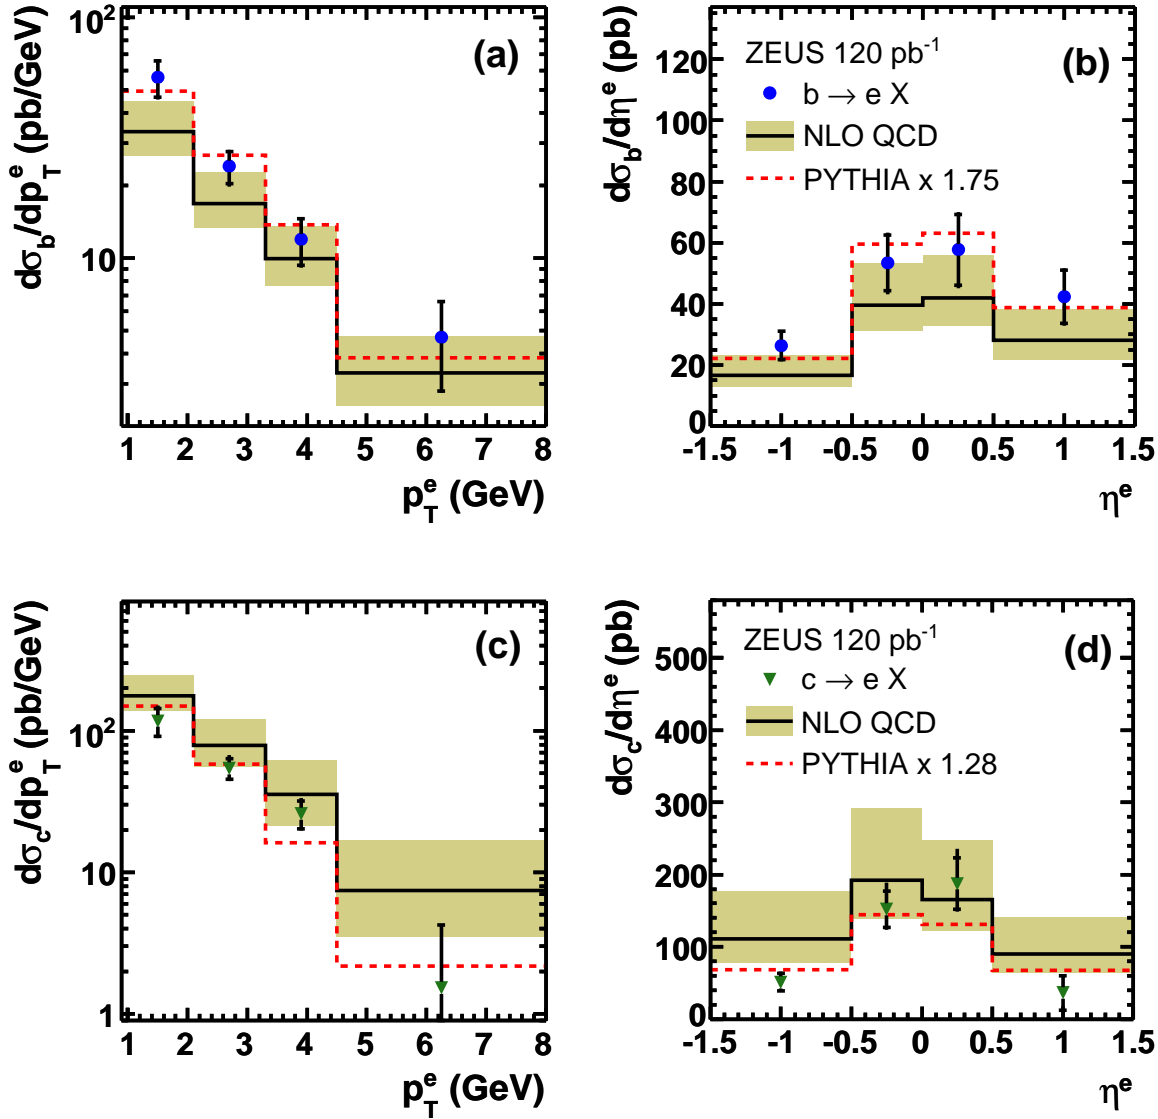 (a)
dσ_b/dp_T^e (pb/GeV)
10²
10
1 2 3 4 5 6 7 8
p_T^e (GeV)
(b)
ZEUS 120 pb⁻¹
b → e X
NLO QCD
PYTHIA x 1.75
dσ_b/dη^e (pb)
120
100
80
60
40
20
0
-1.5 -1 -0.5 0 0.5 1 1.5
η^e
(c)
dσ_c/dp_T^e (pb/GeV)
10²
10
1
1 2 3 4 5 6 7 8
p_T^e (GeV)
(d)
ZEUS 120 pb⁻¹
c → e X
NLO QCD
PYTHIA x 1.28
dσ_c/dη^e (pb)
500
400
300
200
100
0
-1.5 -1 -0.5 0 0.5 1 1.5
η^e